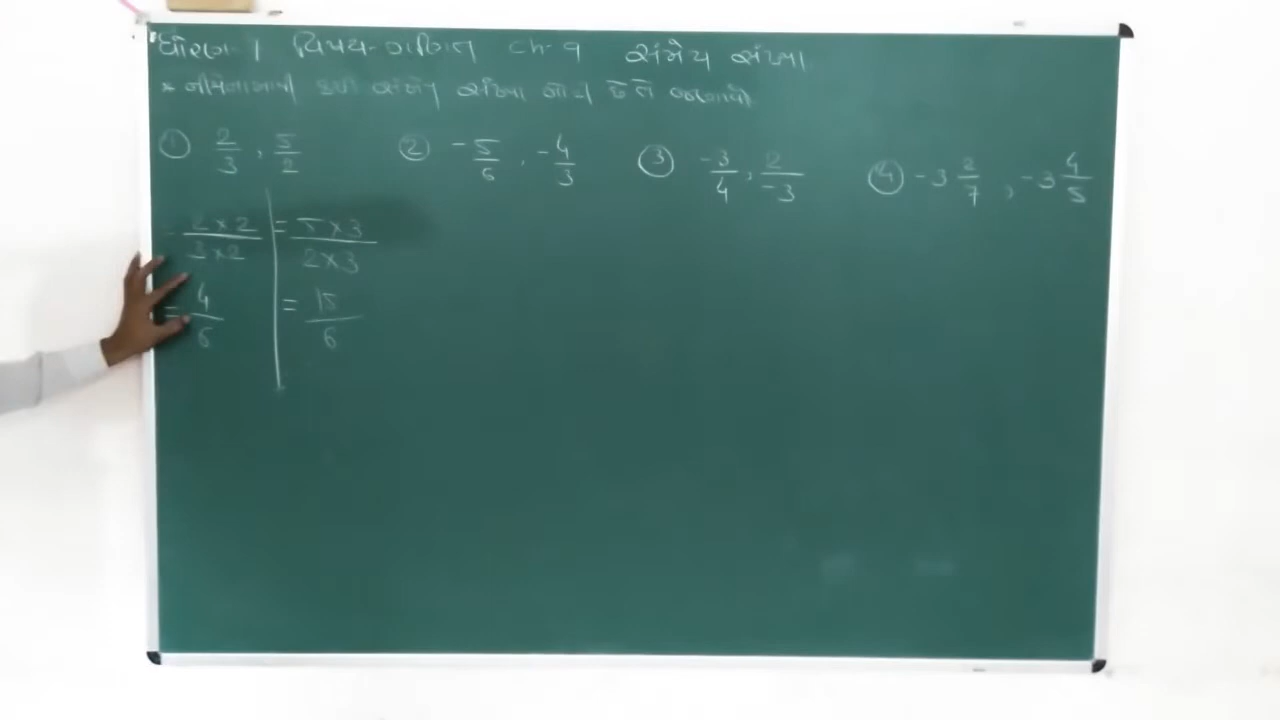 ધોરણ-7 વિષય-ગણિત Ch-9 સંમેય સંખ્યા
* નીચેનામાંથી કઈ સંમેય સંખ્યા મોટી છે તે જણાવો
① 2/3 , 5/2 ② -5/6 , -4/3 ③ -3/4 , 2/-3 ④ -3 2/7 , -3 4/5
2×2/3×2 = 5×3/2×3
= 4/6 = 15/6